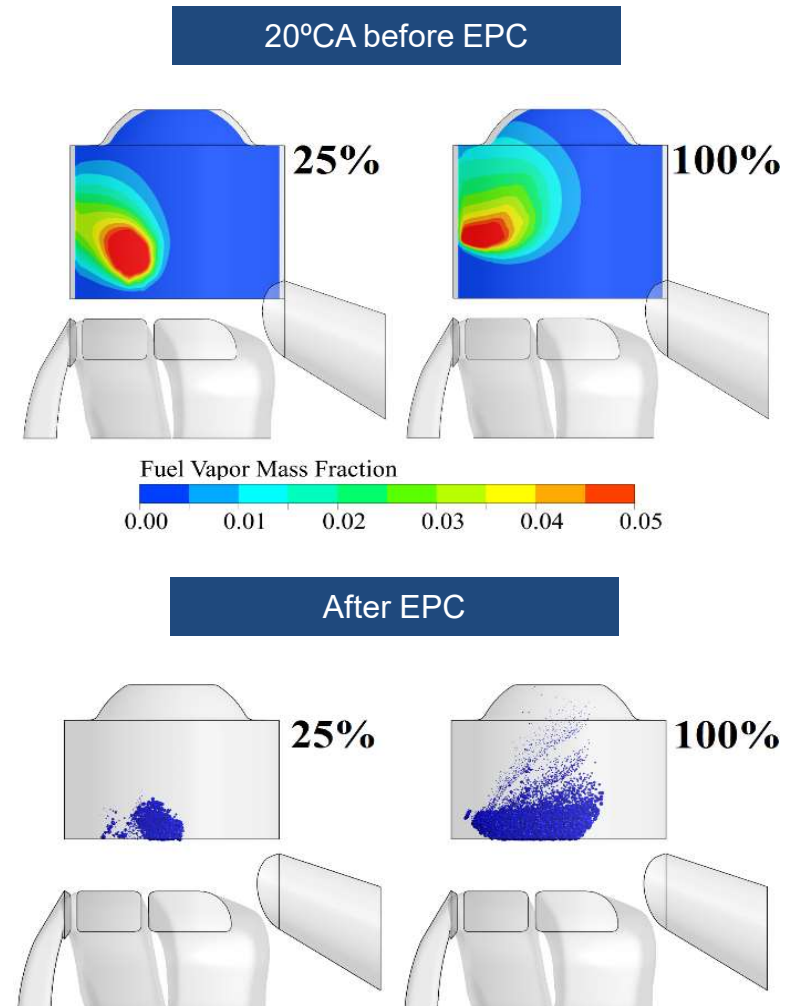 20ºCA before EPC
25%
100%
Fuel Vapor Mass Fraction
0.00 0.01 0.02 0.03 0.04 0.05
After EPC
25%
100%